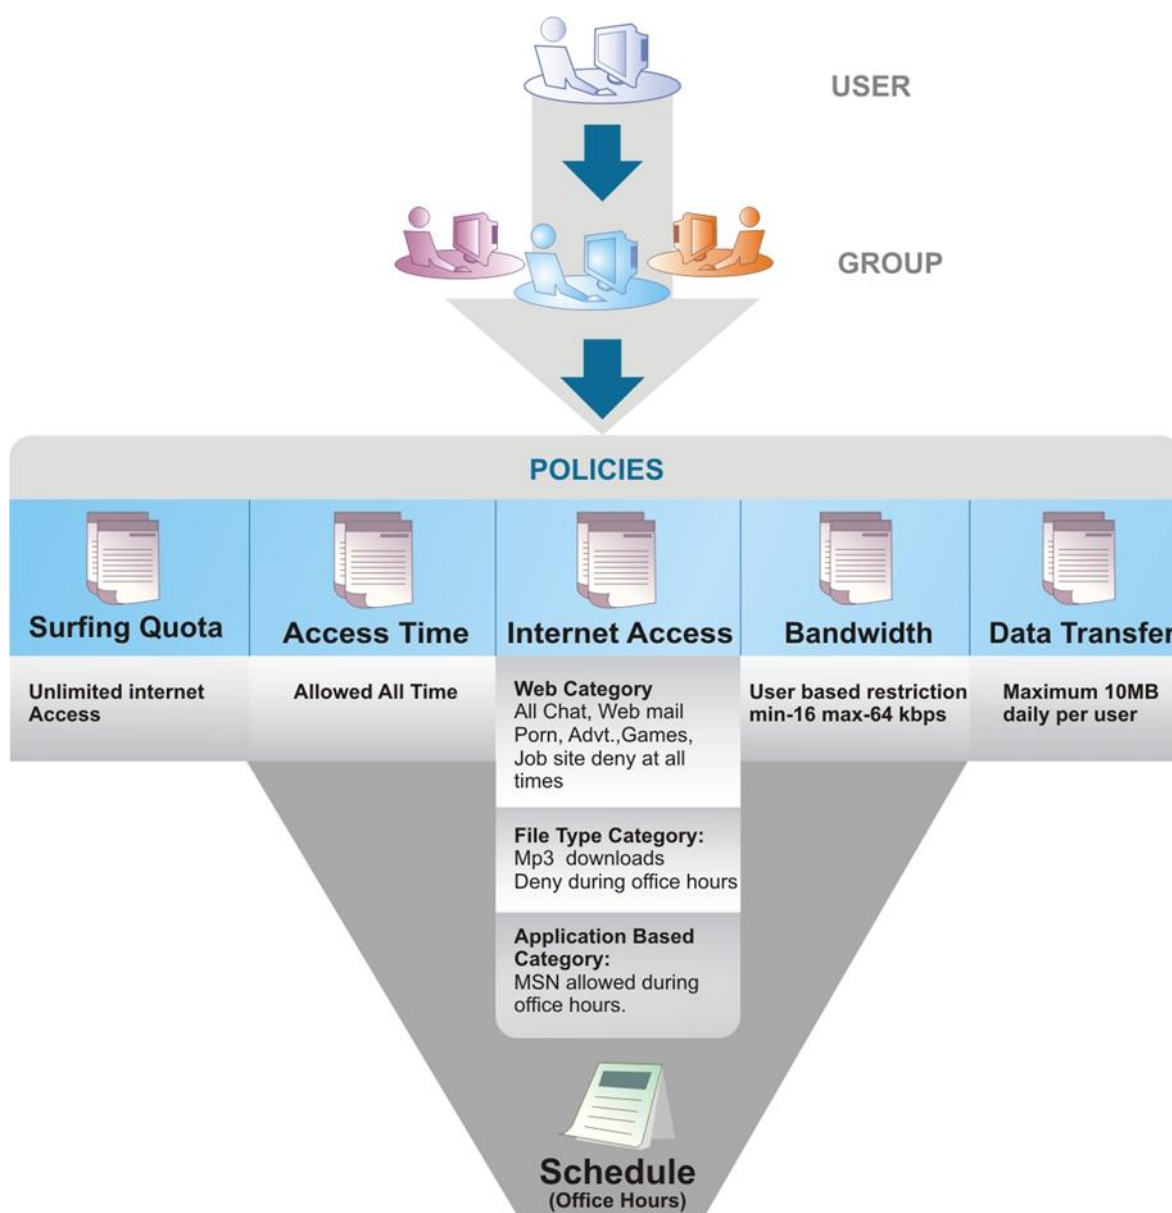 USER
GROUP
POLICIES
Surfing Quota
Access Time
Internet Access
Bandwidth
Data Transfer
Unlimited internet
Access
Allowed All Time
Web Category
All Chat, Web mail
Porn, Advt.,Games,
Job site deny at all
times
File Type Category:
Mp3 downloads
Deny during office hours
Application Based
Category:
MSN allowed during
office hours.
User based restriction
min-16 max-64 kbps
Maximum 10MB
daily per user
Schedule
(Office Hours)